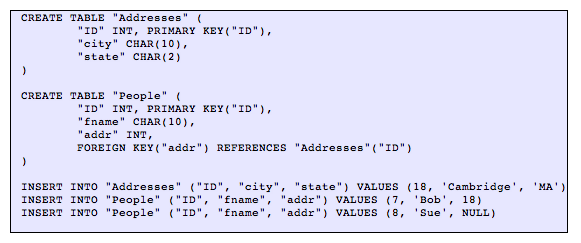 CREATE TABLE "Addresses" (
"ID" INT, PRIMARY KEY("ID"),
"city" CHAR(10),
"state" CHAR(2)
)
CREATE TABLE "People" (
"ID" INT, PRIMARY KEY("ID"),
"fname" CHAR(10),
"addr" INT,
FOREIGN KEY("addr") REFERENCES "Addresses"("ID")
)
INSERT INTO "Addresses" ("ID", "city", "state") VALUES (18, 'Cambridge', 'MA')
INSERT INTO "People" ("ID", "fname", "addr") VALUES (7, 'Bob', 18)
INSERT INTO "People" ("ID", "fname", "addr") VALUES (8, 'Sue', NULL)